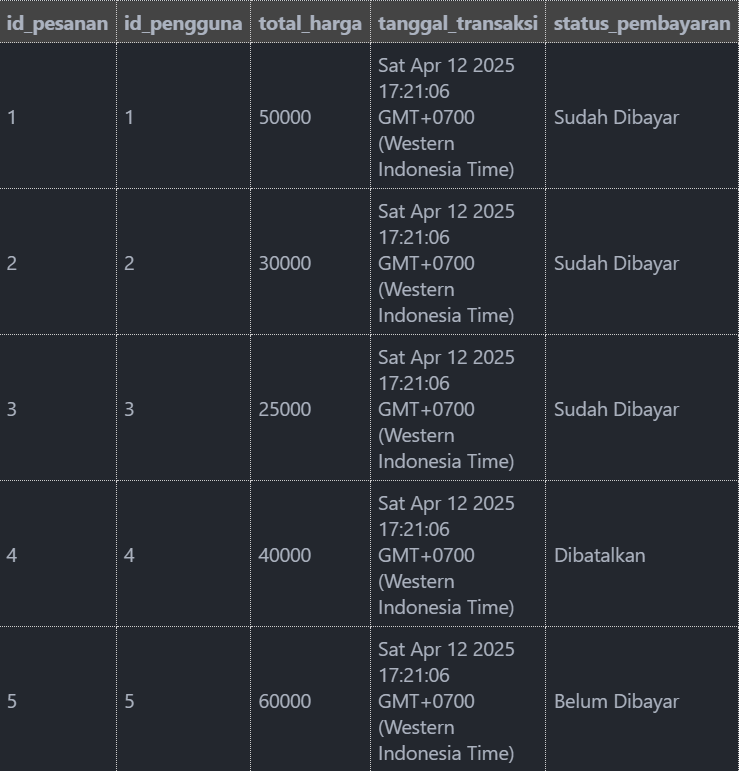 id_pesanan id_pengguna total_harga tanggal_transaksi status_pembayaran
1 1 50000 Sat Apr 12 2025
17:21:06
GMT+0700
(Western
Indonesia Time) Sudah Dibayar
2 2 30000 Sat Apr 12 2025
17:21:06
GMT+0700
(Western
Indonesia Time) Sudah Dibayar
3 3 25000 Sat Apr 12 2025
17:21:06
GMT+0700
(Western
Indonesia Time) Sudah Dibayar
4 4 40000 Sat Apr 12 2025
17:21:06
GMT+0700
(Western
Indonesia Time) Dibatalkan
5 5 60000 Sat Apr 12 2025
17:21:06
GMT+0700
(Western
Indonesia Time) Belum Dibayar